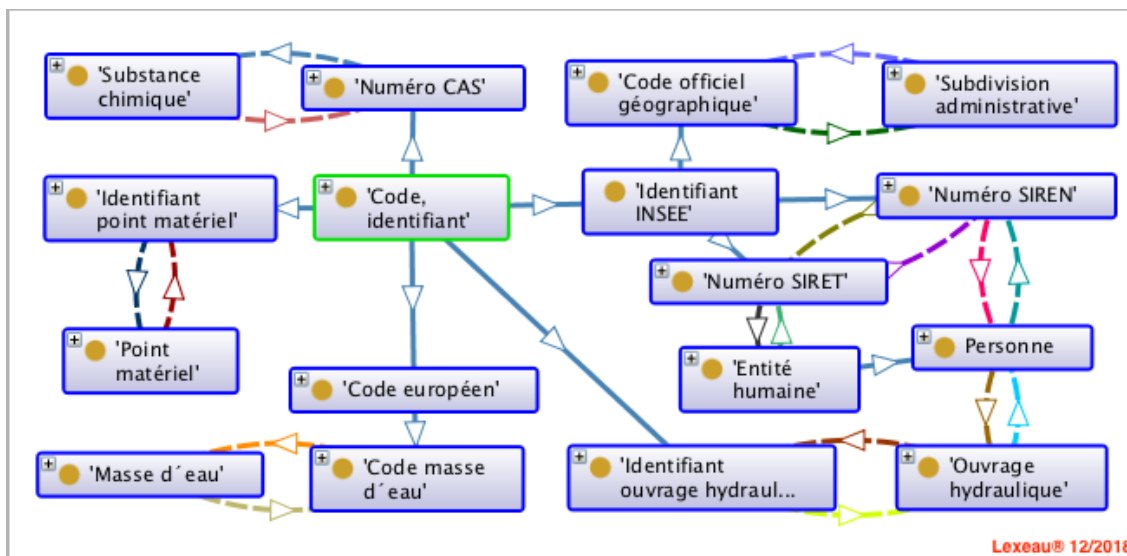 'Substance
chimique'
'Numéro CAS'
'Code officiel
géographique'
'Subdivision
administrative'
'Identifiant
point matériel'
'Code,
identifiant'
'Identifiant
INSEE'
'Numéro SIREN'
'Numéro SIRET'
'Point
matériel'
'Entité
humaine'
Personne
'Code européen'
'Masse d´eau'
'Code masse
d´eau'
'Identifiant
ouvrage hydraul...
'Ouvrage
hydraulique'
Lexeau® 12/2018